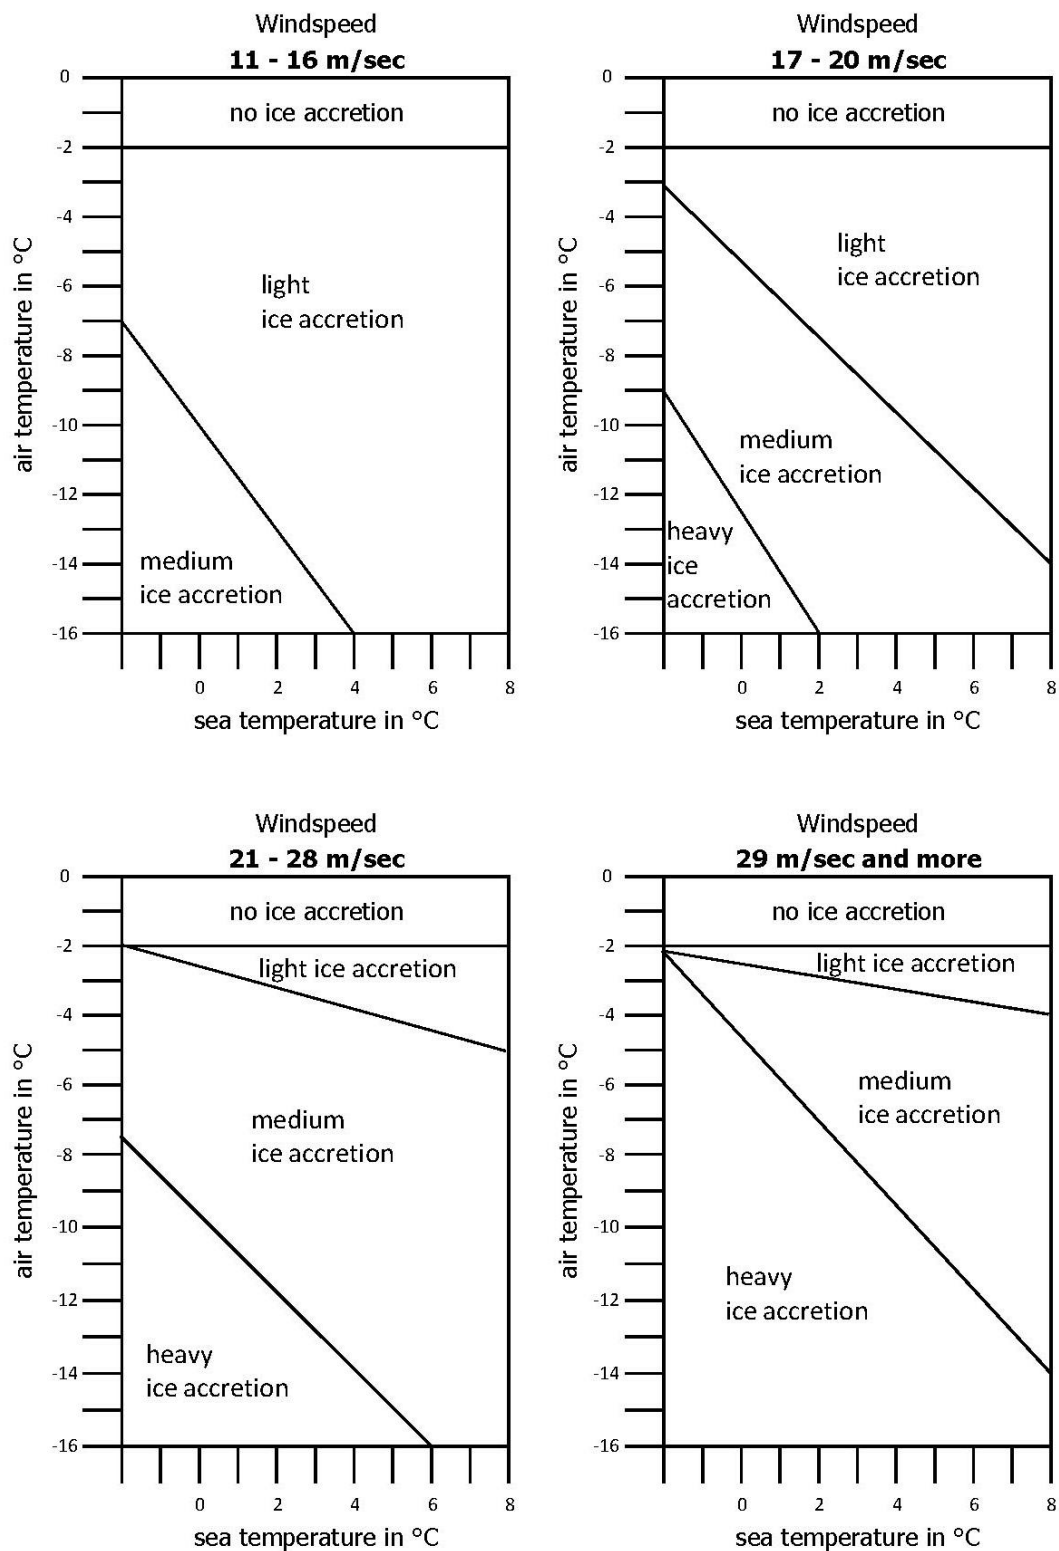 Windspeed
11 - 16 m/sec
0
no ice accretion
-2
-4
light
-6
ice accretion
-8
-10
-12
medium
-14
ice accretion
-16
air temperature in °C
0 2 4 6 8
sea temperature in °C
Windspeed
17 - 20 m/sec
0
no ice accretion
-2
-4
light
ice accretion
-6
-8
-10
medium
ice accretion
-12
heavy
ice
-14
accretion
-16
air temperature in °C
0 2 4 6 8
sea temperature in °C
Windspeed
21 - 28 m/sec
0
no ice accretion
-2
light ice accretion
-4
-6
medium
ice accretion
-8
-10
-12
heavy
ice accretion
-14
-16
air temperature in °C
0 2 4 6 8
sea temperature in °C
Windspeed
29 m/sec and more
0
no ice accretion
-2
light ice accretion
-4
medium
-6
ice accretion
-8
-10
heavy
ice accretion
-12
-14
-16
air temperature in °C
0 2 4 6 8
sea temperature in °C